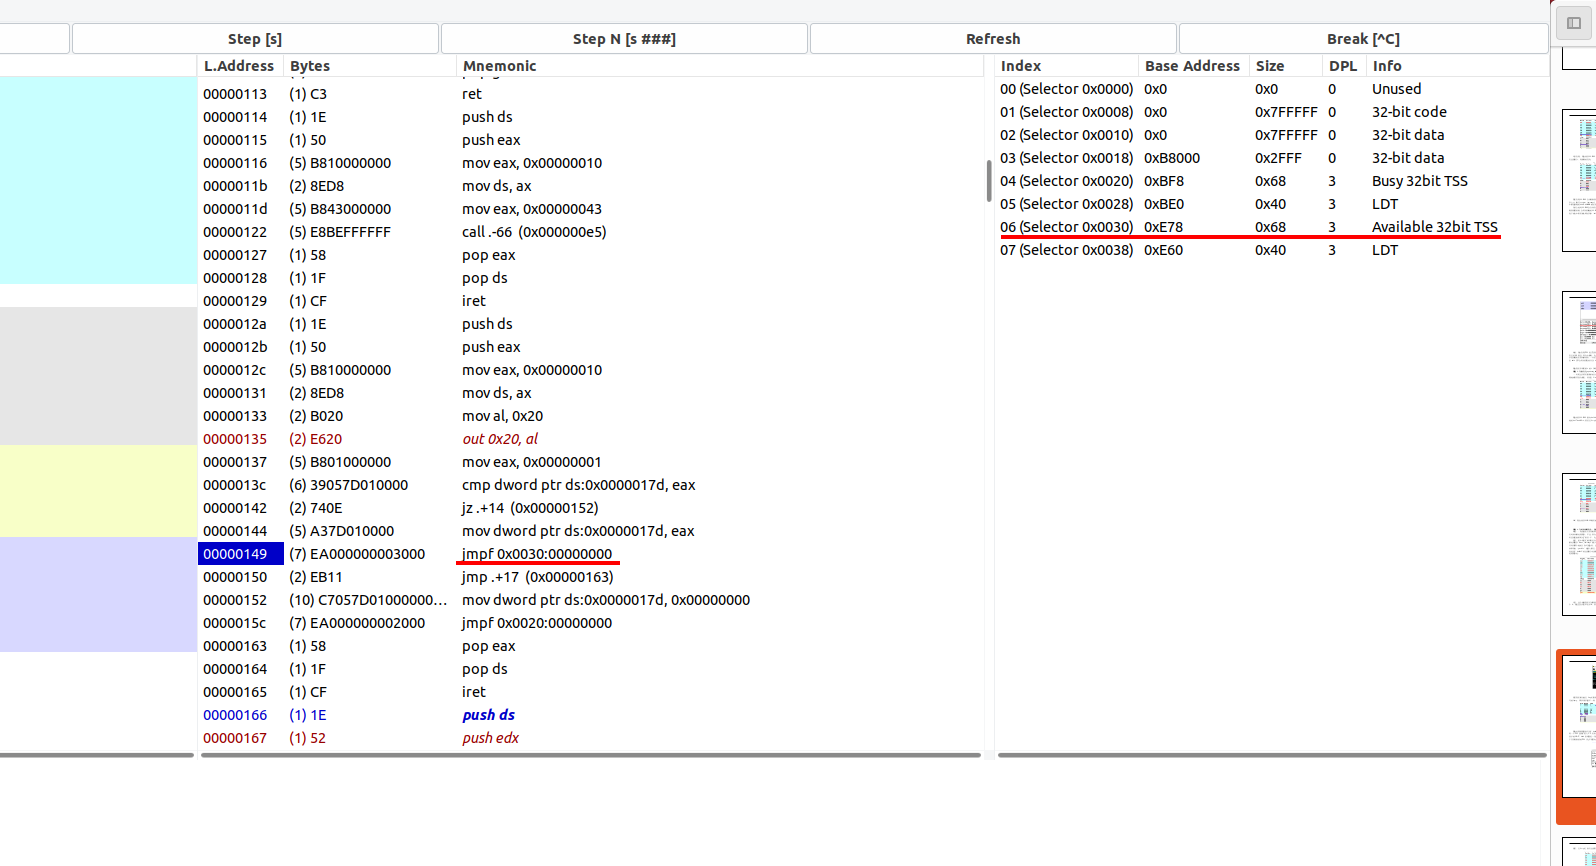 Step [s] Step N [s ###] Refresh Break [^C]
L.Address Bytes Mnemonic Index Base Address Size DPL Info
00000113 (1) C3 ret 00 (Selector 0x0000) 0x0 0x0 0 Unused
00000114 (1) 1E push ds 01 (Selector 0x0008) 0x0 0x7FFFFF 0 32-bit code
00000115 (1) 50 push eax 02 (Selector 0x0010) 0x0 0x7FFFFF 0 32-bit data
00000116 (5) B810000000 mov eax, 0x00000010 03 (Selector 0x0018) 0xB8000 0x2FFF 0 32-bit data
0000011b (2) 8ED8 mov ds, ax 04 (Selector 0x0020) 0xBF8 0x68 3 Busy 32bit TSS
0000011d (5) B843000000 mov eax, 0x00000043 05 (Selector 0x0028) 0xBE0 0x40 3 LDT
00000122 (5) E8BEFFFFFF call .-66 (0x000000e5) 06 (Selector 0x0030) 0xE78 0x68 3 Available 32bit TSS
00000127 (1) 58 pop eax 07 (Selector 0x0038) 0xE60 0x40 3 LDT
00000128 (1) 1F pop ds
00000129 (1) CF iret
0000012a (1) 1E push ds
0000012b (1) 50 push eax
0000012c (5) B810000000 mov eax, 0x00000010
00000131 (2) 8ED8 mov ds, ax
00000133 (2) B020 mov al, 0x20
00000135 (2) E620 out 0x20, al
00000137 (5) B801000000 mov eax, 0x00000001
0000013c (6) 39057D010000 cmp dword ptr ds:0x0000017d, eax
00000142 (2) 740E jz .+14 (0x00000152)
00000144 (5) A37D010000 mov dword ptr ds:0x0000017d, eax
00000149 (7) EA000000003000 jmpf 0x0030:00000000
00000150 (2) EB11 jmp .+17 (0x00000163)
00000152 (10) C7057D01000000... mov dword ptr ds:0x0000017d, 0x00000000
0000015c (7) EA000000002000 jmpf 0x0020:00000000
00000163 (1) 58 pop eax
00000164 (1) 1F pop ds
00000165 (1) CF iret
00000166 (1) 1E push ds
00000167 (1) 52 push edx